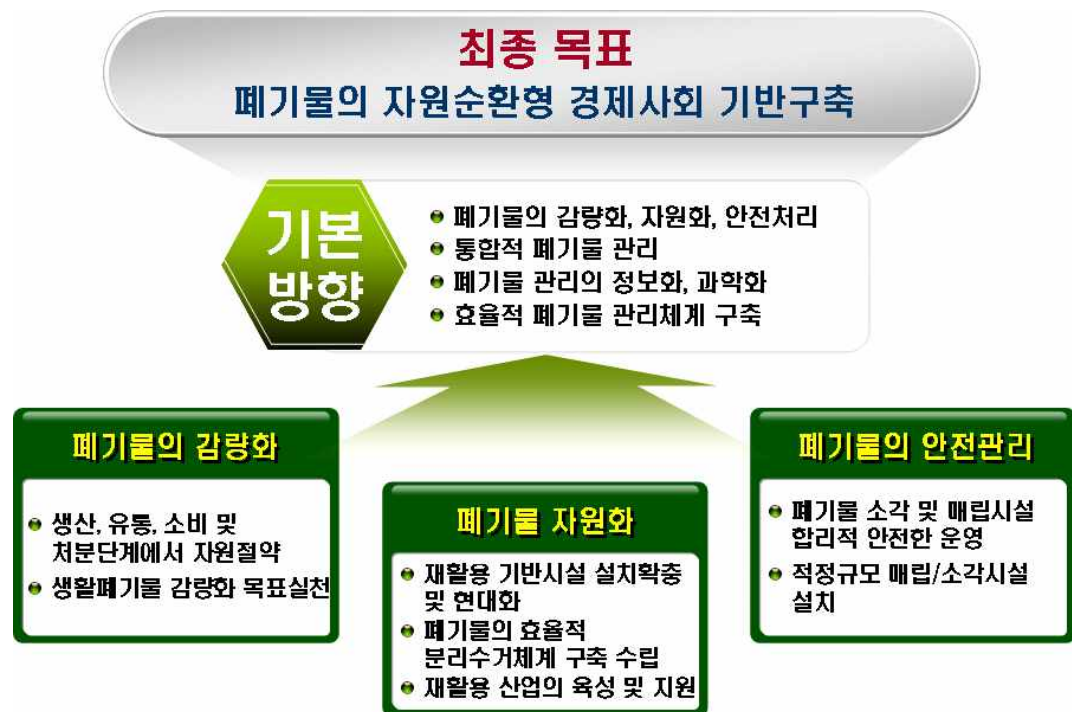 최종 목표
폐기물의 자원순환형 경제사회 기반구축
기본
방향
폐기물의 감량화, 자원화, 안전처리
통합적 폐기물 관리
폐기물 관리의 정보화, 과학화
효율적 폐기물 관리체계 구축
폐기물의 감량화
생산, 유통, 소비 및
처분단계에서 자원절약
생활폐기물 감량화 목표실천
폐기물 자원화
재활용 기반시설 설치확충
및 현대화
폐기물의 효율적
분리수거체계 구축 수립
재활용 산업의 육성 및 지원
폐기물의 안전관리
폐기물 소각 및 매립시설
합리적 안전한 운영
적정규모 매립/소각시설
설치